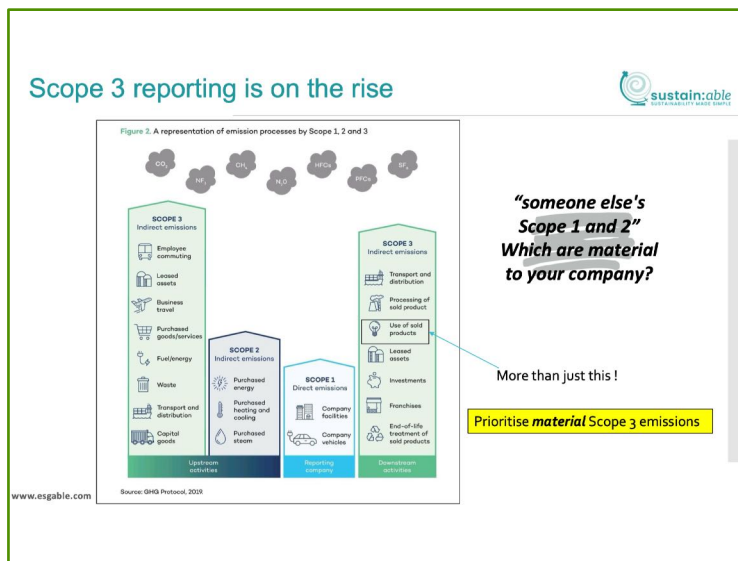 Scope 3 reporting is on the rise
sustain:able
SUSTAINABILITY MADE SIMPLE
Figure 2. A representation of emission processes by Scope 1, 2 and 3
CO₂
NF₃
CH₄
N₂O
HFCs
PFCs
SF₆
SCOPE 3
Indirect emissions
Employee
commuting
Leased
assets
Business
travel
Purchased
goods/services
Fuel/energy
Waste
Transport and
distribution
Capital
goods
SCOPE 2
Indirect emissions
Purchased
energy
Purchased
heating and
cooling
Purchased
steam
Upstream
activities
SCOPE 1
Direct emissions
Company
facilities
Company
vehicles
Reporting
company
SCOPE 3
Indirect emissions
Transport and
distribution
Processing of
sold product
Use of sold
products
Leased
assets
Investments
Franchises
End-of-life
treatment of
sold products
Downstream
activities
Source: GHG Protocol, 2019.
"someone else's
Scope 1 and 2"
Which are material
to your company?
More than just this !
Prioritise material Scope 3 emissions
www.esgable.com